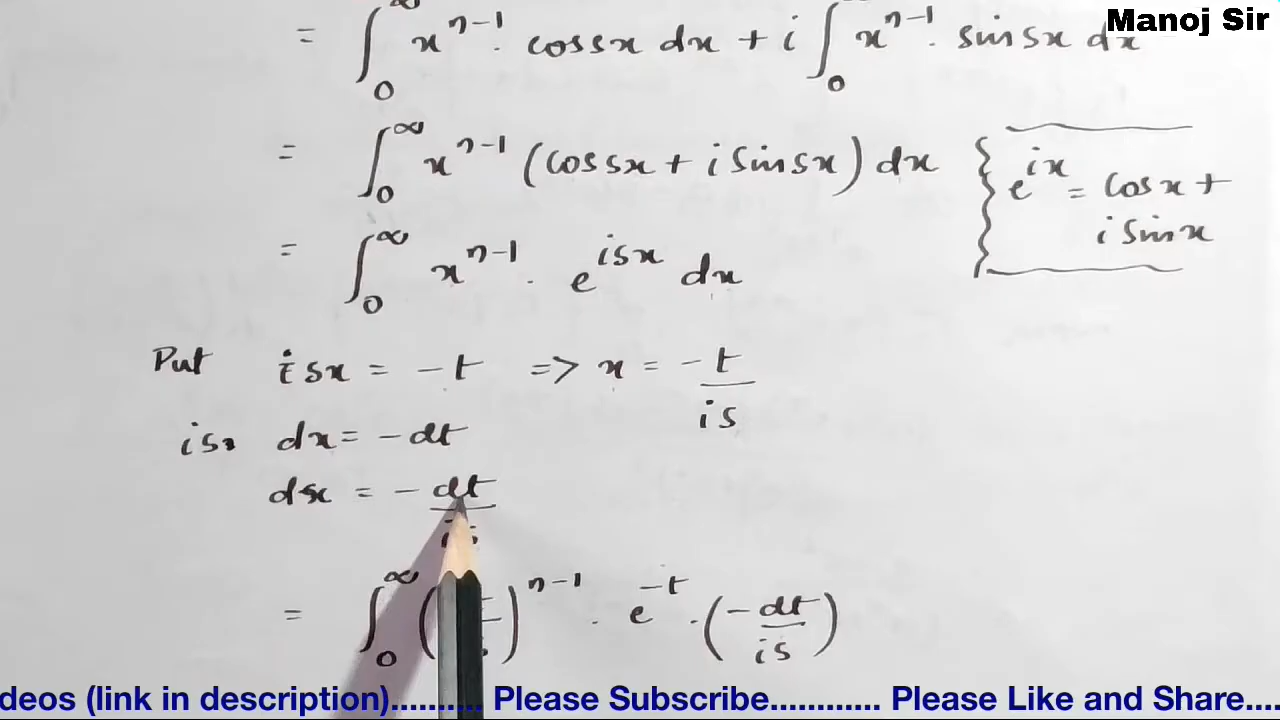 Manoj Sir
= ∫₀^∞ x^{n-1} · cos sx dx + i ∫₀^∞ x^{n-1} · sin sx dx
= ∫₀^∞ x^{n-1} (cos sx + i sin sx) dx
{ e^{ix} = cos x +
i sin x
= ∫₀^∞ x^{n-1} · e^{isx} dx
Put isx = -t => x = -t/is
is dx = -dt
dx = -dt/is
= ∫₀^∞ ( )^{n-1} · e^{-t} · (-dt/is)
deos (link in description).......... Please Subscribe............ Please Like and Share....